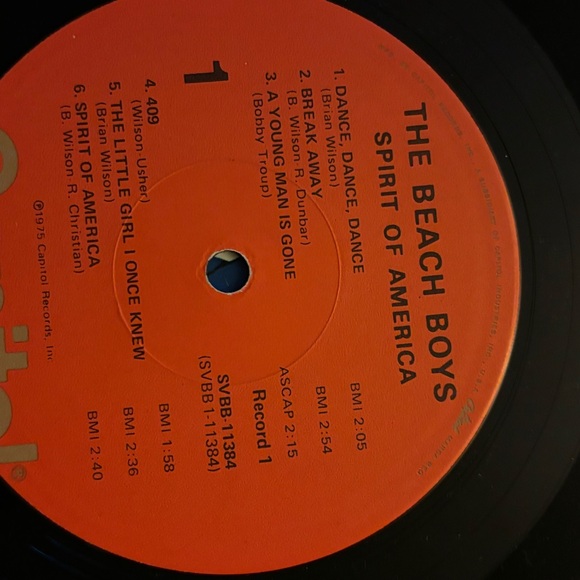 THE BEACH BOYS
SPIRIT OF AMERICA
1. DANCE, DANCE, DANCE BMI 2:05
(Brian Wilson)
2. BREAK AWAY BMI 2:54
(B. Wilson-R. Dunbar)
3. A YOUNG MAN IS GONE ASCAP 2:15
(Bobby Troup)
1
Record 1
SVBB-11384
(SVBB1-11384)
4. 409 BMI 1:58
(Wilson-Usher)
5. THE LITTLE GIRL I ONCE KNEW BMI 2:36
(Brian Wilson)
6. SPIRIT OF AMERICA BMI 2:40
(B. Wilson-R. Christian)
℗1975 Capitol Records, Inc.